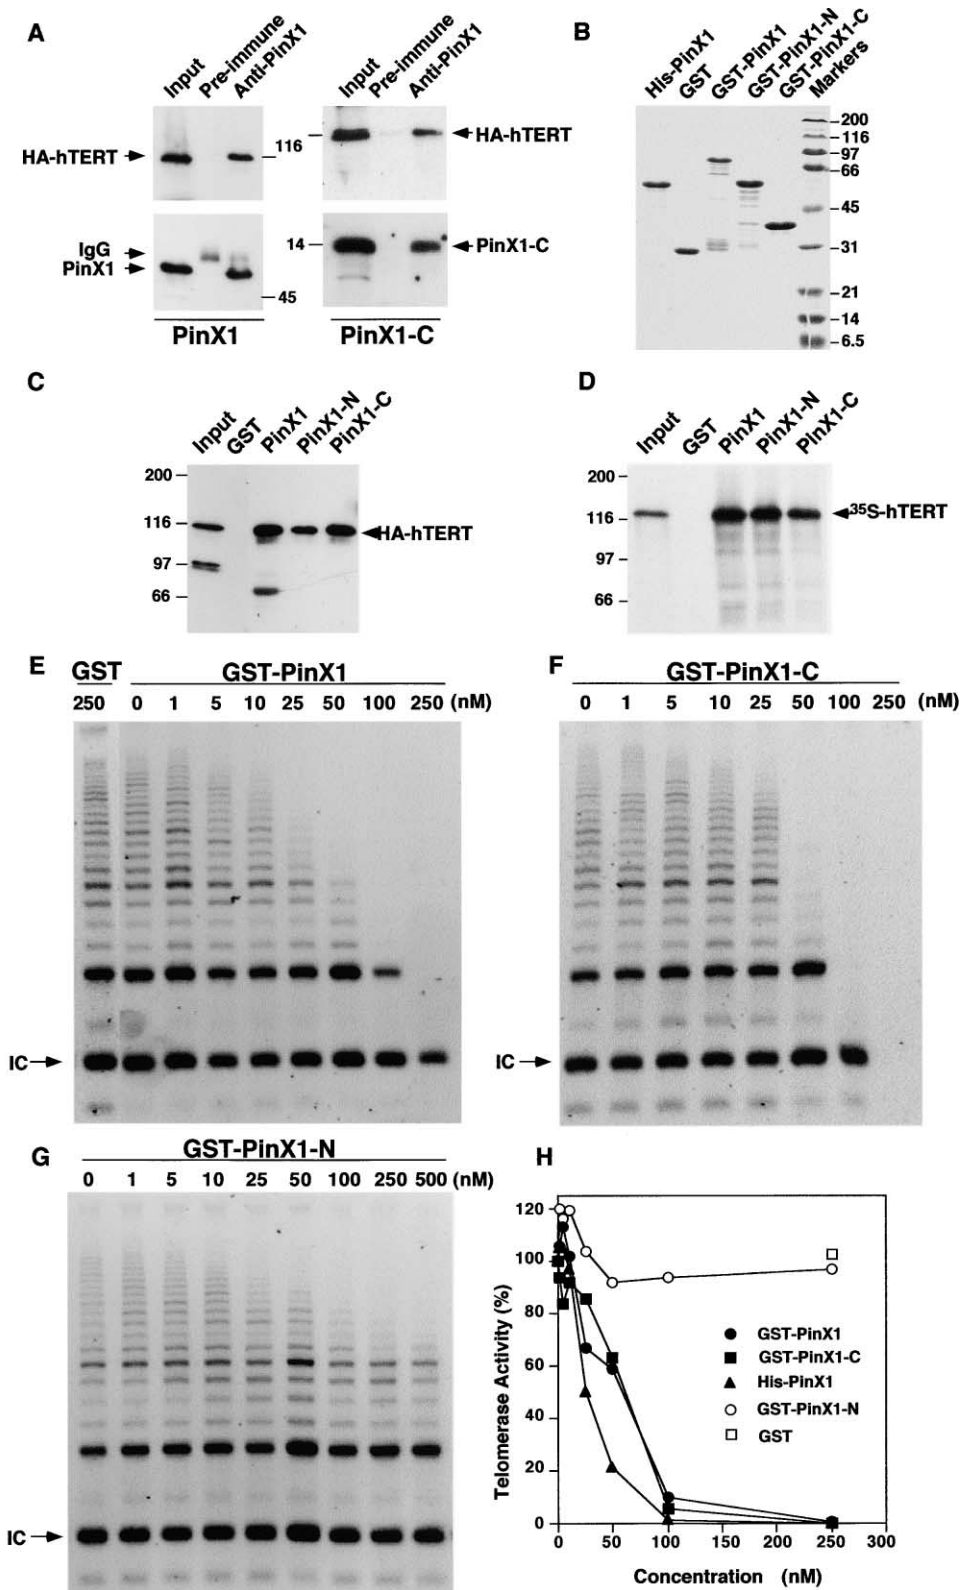 A
Input
Pre-immune
Anti-PinX1
HA-hTERT
116
IgG
PinX1
45
PinX1
Input
Pre-immune
Anti-PinX1
HA-hTERT
14
PinX1-C
PinX1-C
B
His-PinX1
GST
GST-PinX1
GST-PinX1-N
GST-PinX1-C
Markers
200
116
97
66
45
31
21
14
6.5
C
Input
GST
PinX1
PinX1-N
PinX1-C
200
116
97
66
HA-hTERT
D
Input
GST
PinX1
PinX1-N
PinX1-C
200
116
97
66
35S-hTERT
E
GST GST-PinX1
250 0 1 5 10 25 50 100 250 (nM)
IC
F
GST-PinX1-C
0 1 5 10 25 50 100 250 (nM)
IC
G
GST-PinX1-N
0 1 5 10 25 50 100 250 500 (nM)
IC
H
Telomerase Activity (%)
120
100
80
60
40
20
0
GST-PinX1
GST-PinX1-C
His-PinX1
GST-PinX1-N
GST
0 50 100 150 200 250 300
Concentration (nM)